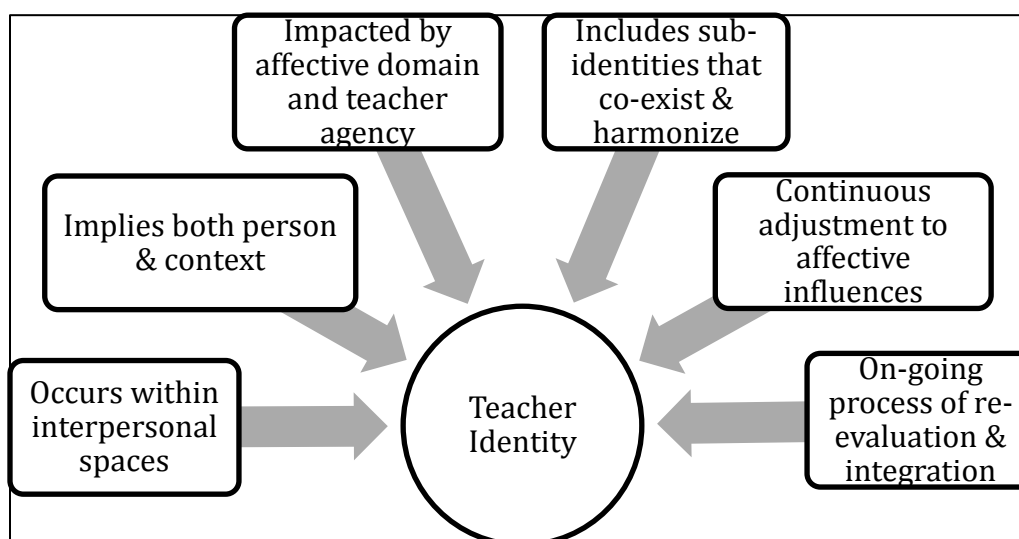 Impacted by
affective domain
and teacher
agency
Includes sub-
identities that
co-exist &
harmonize
Implies both person
& context
Continuous
adjustment to
affective
influences
Occurs within
interpersonal
spaces
Teacher
Identity
On-going
process of re-
evaluation &
integration